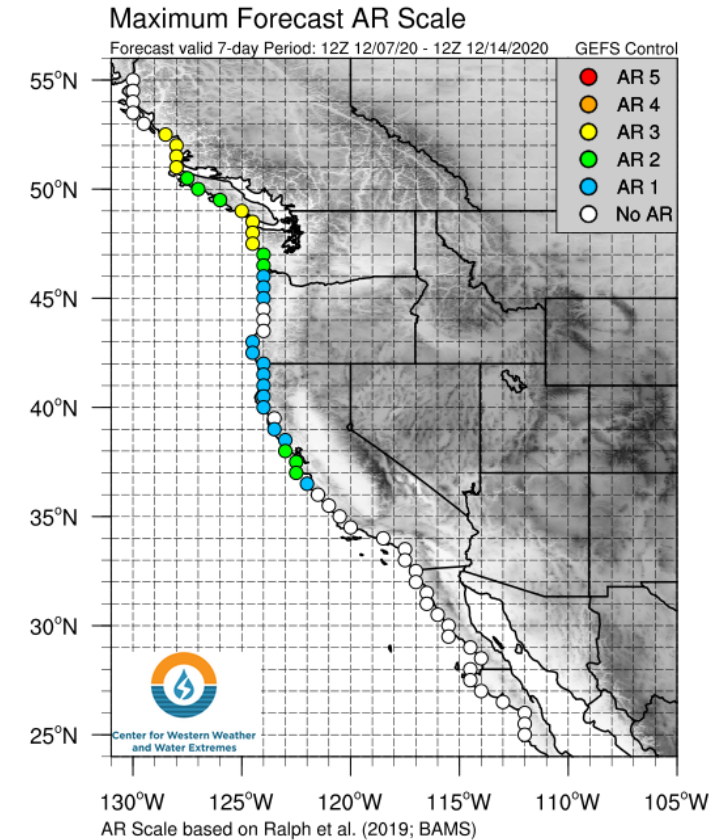 Maximum Forecast AR Scale
Forecast valid 7-day Period: 12Z 12/07/20 - 12Z 12/14/2020 GEFS Control
55°N
AR 5
AR 4
AR 3
AR 2
AR 1
No AR
50°N
45°N
40°N
35°N
30°N
25°N
Center for Western Weather
and Water Extremes
130°W 125°W 120°W 115°W 110°W 105°W
AR Scale based on Ralph et al. (2019; BAMS)